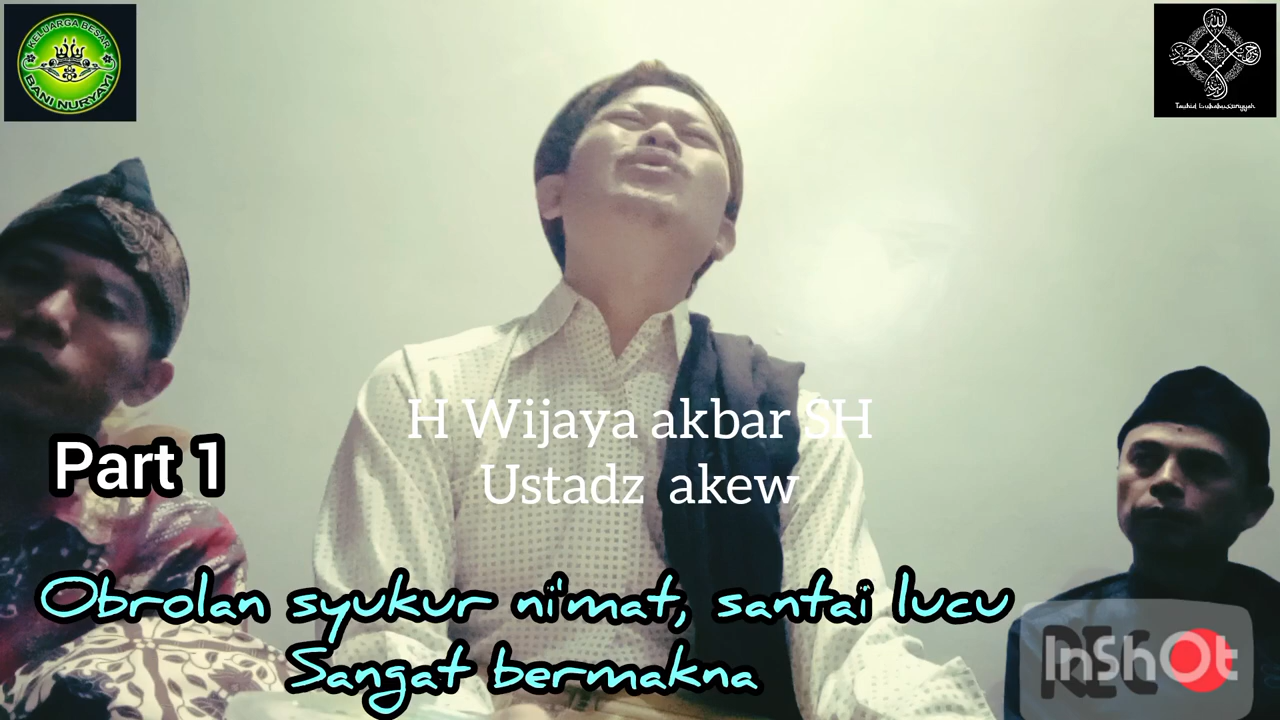 KELUARGA BESAR
BANI NURYAYI
H Wijaya akbar SH
Ustadz akew
Part 1
Obrolan syukur ni'mat, santai lucu
Sangat bermakna
REC
InShOt